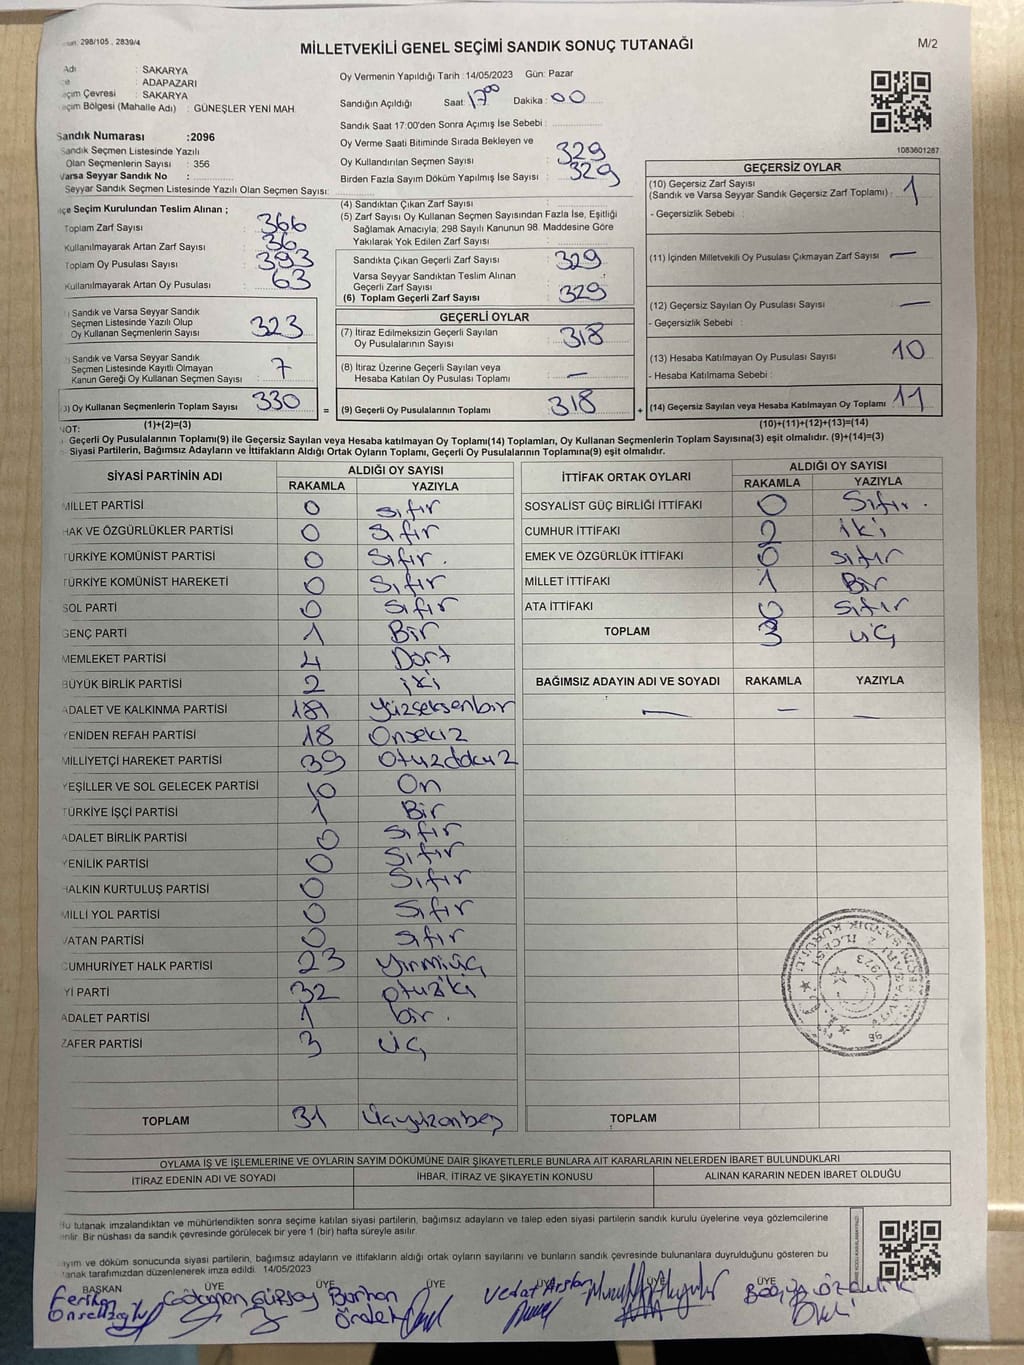 298/105 , 2839/4
MİLLETVEKİLİ GENEL SEÇİMİ SANDIK SONUÇ TUTANAĞI
M/2
Adı : SAKARYA
: ADAPAZARI
Seçim Çevresi : SAKARYA
Seçim Bölgesi (Mahalle Adı) : GÜNEŞLER YENİ MAH
Oy Vermenin Yapıldığı Tarih :14/05/2023 Gün: Pazar
Sandığın Açıldığı Saat: 17⁰⁰ Dakika : 00
Sandık Saat 17:00'den Sonra Açımış İse Sebebi :
Sandık Numarası :2096
Sandık Seçmen Listesinde Yazılı
Olan Seçmenlerin Sayısı : 356
Varsa Seyyar Sandık No :
Seyyar Sandık Seçmen Listesinde Yazılı Olan Seçmen Sayısı:
Oy Verme Saati Bitiminde Sırada Bekleyen ve
Oy Kullandırılan Seçmen Sayısı : 329
Birden Fazla Sayım Döküm Yapılmış İse Sayısı : 329
1083601287
İlçe Seçim Kurulundan Teslim Alınan ;
Toplam Zarf Sayısı : 366
Kullanılmayarak Artan Zarf Sayısı : 36
Toplam Oy Pusulası Sayısı : 393
Kullanılmayarak Artan Oy Pusulası : 63
(4) Sandıktan Çıkan Zarf Sayısı :
(5) Zarf Sayısı Oy Kullanan Seçmen Sayısından Fazla İse, Eşitliği
Sağlamak Amacıyla, 298 Sayılı Kanunun 98. Maddesine Göre
Yakılarak Yok Edilen Zarf Sayısı :
Sandıkta Çıkan Geçerli Zarf Sayısı : 329
Varsa Seyyar Sandıktan Teslim Alınan
Geçerli Zarf Sayısı :
(6) Toplam Geçerli Zarf Sayısı : 329
GEÇERSİZ OYLAR
(10) Geçersiz Zarf Sayısı
(Sandık ve Varsa Seyyar Sandık Geçersiz Zarf Toplamı) : 1
- Geçersizlik Sebebi :
(11) İçinden Milletvekili Oy Pusulası Çıkmayan Zarf Sayısı —
(12) Geçersiz Sayılan Oy Pusulası Sayısı : —
- Geçersizlik Sebebi :
(13) Hesaba Katılmayan Oy Pusulası Sayısı : 10
- Hesaba Katılmama Sebebi :
(14) Geçersiz Sayılan veya Hesaba Katılmayan Oy Toplamı : 11
(10)+(11)+(12)+(13)=(14)
Sandık ve Varsa Seyyar Sandık
Seçmen Listesinde Yazılı Olup
Oy Kullanan Seçmenlerin Sayısı : 323
Sandık ve Varsa Seyyar Sandık
Seçmen Listesinde Kayıtlı Olmayan
Kanun Gereği Oy Kullanan Seçmen Sayısı : 7
(3) Oy Kullanan Seçmenlerin Toplam Sayısı : 330
(1)+(2)=(3)
GEÇERLİ OYLAR
(7) İtiraz Edilmeksizin Geçerli Sayılan
Oy Pusulalarının Sayısı : 318
(8) İtiraz Üzerine Geçerli Sayılan veya
Hesaba Katılan Oy Pusulası Toplamı : —
= (9) Geçerli Oy Pusulalarının Toplamı : 318 +
NOT:
Geçerli Oy Pusulalarının Toplamı(9) ile Geçersiz Sayılan veya Hesaba katılmayan Oy Toplamı(14) Toplamları, Oy Kullanan Seçmenlerin Toplam Sayısına(3) eşit olmalıdır. (9)+(14)=(3)
Siyasi Partilerin, Bağımsız Adayların ve İttifakların Aldığı Ortak Oyların Toplamı, Geçerli Oy Pusulalarının Toplamına(9) eşit olmalıdır.
SİYASİ PARTİNİN ADI ALDIĞI OY SAYISI
RAKAMLA YAZIYLA
MİLLET PARTİSİ 0 sıfır
HAK VE ÖZGÜRLÜKLER PARTİSİ 0 Sıfır
TÜRKİYE KOMÜNİST PARTİSİ 0 Sıfır.
TÜRKİYE KOMÜNİST HAREKETİ 0 Sıfır
SOL PARTİ 0 Sıfır
GENÇ PARTİ 1 Bir
MEMLEKET PARTİSİ 4 Dört
BÜYÜK BİRLİK PARTİSİ 2 iki
ADALET VE KALKINMA PARTİSİ 181 yüzseksenbir
YENİDEN REFAH PARTİSİ 18 Onsekiz
MİLLİYETÇİ HAREKET PARTİSİ 39 Otuzdokuz
YEŞİLLER VE SOL GELECEK PARTİSİ 10 On
TÜRKİYE İŞÇİ PARTİSİ 1 Bir
ADALET BİRLİK PARTİSİ 0 Sıfır
YENİLİK PARTİSİ 0 Sıfır
HALKIN KURTULUŞ PARTİSİ 0 Sıfır
MİLLİ YOL PARTİSİ 0 Sıfır
VATAN PARTİSİ 0 Sıfır
CUMHURİYET HALK PARTİSİ 23 yirmiüç
İYİ PARTİ 32 otuziki
ADALET PARTİSİ 1 bir.
ZAFER PARTİSİ 3 üç
TOPLAM 31 Üçyüzonbeş
İTTİFAK ORTAK OYLARI ALDIĞI OY SAYISI
RAKAMLA YAZIYLA
SOSYALİST GÜÇ BİRLİĞİ İTTİFAKI 0 Sıfır.
CUMHUR İTTİFAKI 2 iki
EMEK VE ÖZGÜRLÜK İTTİFAKI 0 sıfır
MİLLET İTTİFAKI 1 Bir
ATA İTTİFAKI 0 sıfır
TOPLAM 3 üç
BAĞIMSIZ ADAYIN ADI VE SOYADI RAKAMLA YAZIYLA
— — —
TOPLAM
OYLAMA İŞ VE İŞLEMLERİNE VE OYLARIN SAYIM DÖKÜMÜNE DAİR ŞİKAYETLERLE BUNLARA AİT KARARLARIN NELERDEN İBARET BULUNDUKLARI
İTİRAZ EDENİN ADI VE SOYADI İHBAR, İTİRAZ VE ŞİKAYETİN KONUSU ALINAN KARARIN NEDEN İBARET OLDUĞU
Bu tutanak imzalandıktan ve mühürlendikten sonra seçime katılan siyasi partilerin, bağımsız adayların ve talep eden siyasi partilerin sandık kurulu üyelerine veya gözlemcilerine
verilir. Bir nüshası da sandık çevresinde görülecek bir yere 1 (bir) hafta süreyle asılır.
Sayım ve döküm sonucunda siyasi partilerin, bağımsız adayların ve ittifakların aldığı ortak oyların sayılarını ve bunların sandık çevresinde bulunanlara duyrulduğunu gösteren bu
tutanak tarafımızdan düzenlenerek imza edildi. 14/05/2023
BAŞKAN ÜYE ÜYE ÜYE ÜYE ÜYE ÜYE
Vedat Arslan